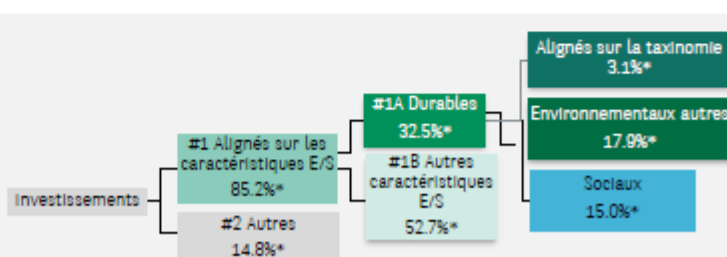 Investissements
#1 Alignés sur les
caractéristiques E/S
85.2%*
#2 Autres
14.8%*
#1A Durables
32.5%*
#1B Autres
caractéristiques
E/S
52.7%*
Alignés sur la taxinomie
3.1%*
Environnementaux autres
17.9%*
Sociaux
15.0%*